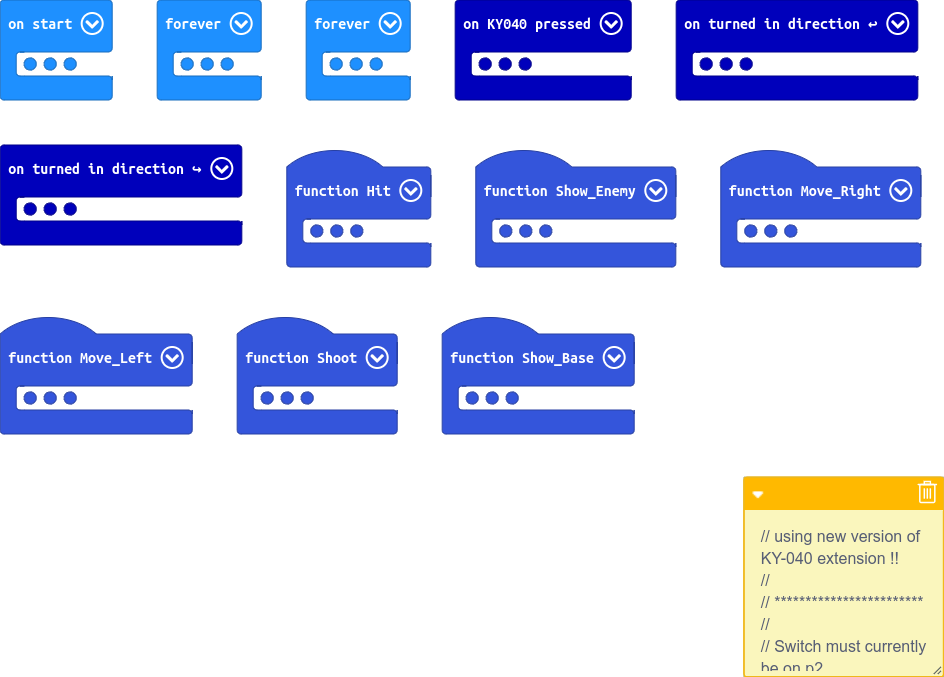 on start
forever
forever
on KY040 pressed
on turned in direction ↩
on turned in direction ↪
function Hit
function Show_Enemy
function Move_Right
function Move_Left
function Shoot
function Show_Base
// using new version of
KY-040 extension !!
//
// ************************
//
// Switch must currently
be on p2